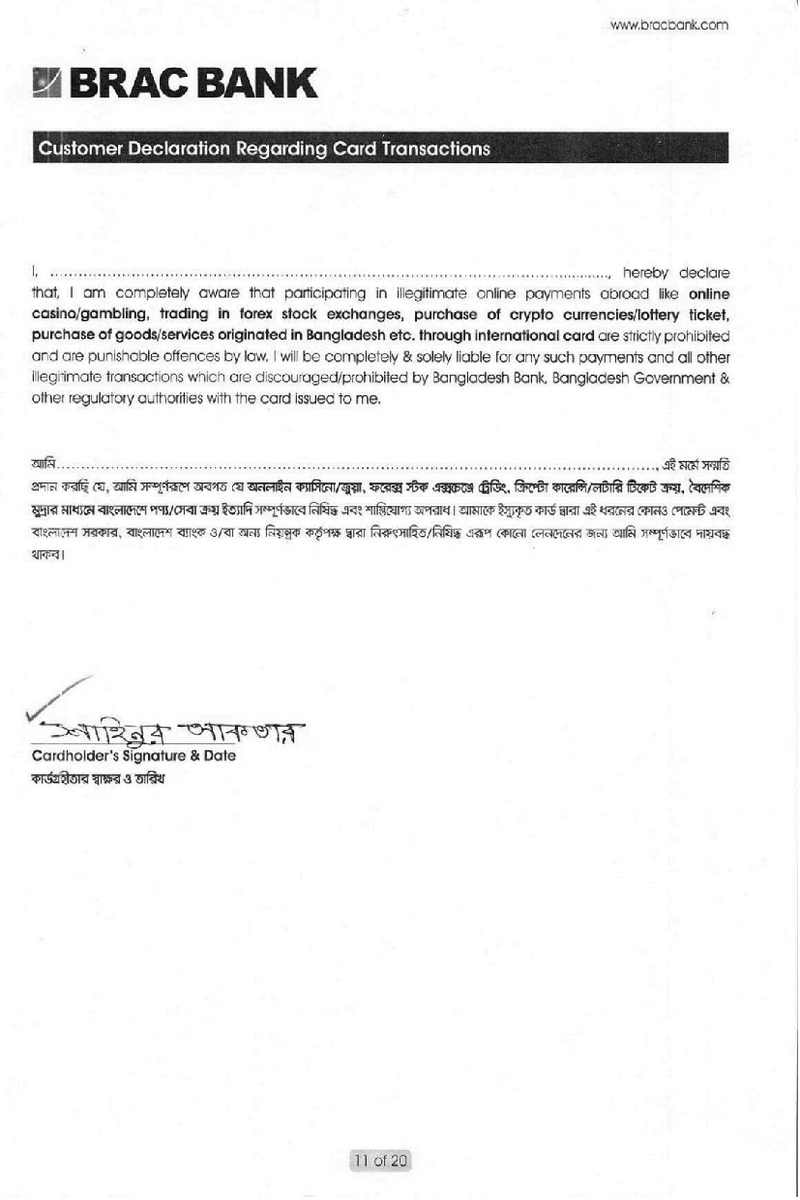 www.bracbank.com
BRAC BANK
Customer Declaration Regarding Card Transactions
I, ............................................................................................................................., hereby declare
that, I am completely aware that participating in illegitimate online payments abroad like online
casino/gambling, trading in forex stock exchanges, purchase of crypto currencies/lottery ticket,
purchase of goods/services originated in Bangladesh etc. through international card are strictly prohibited
and are punishable offences by law. I will be completely & solely liable for any such payments and all other
illegitimate transactions which are discouraged/prohibited by Bangladesh Bank, Bangladesh Government &
other regulatory authorities with the card issued to me.
আমি......................................................................................................................................, এই মর্মে সম্মতি
প্রদান করছি যে, আমি সম্পূর্ণরূপে অবগত যে অনলাইন ক্যাসিনো/জুয়া, ফরেক্স স্টক এক্সচেঞ্জে ট্রেডিং, ক্রিপ্টো কারেন্সি/লটারি টিকেট ক্রয়, বৈদেশিক
মুদ্রার মাধ্যমে বাংলাদেশে পণ্য/সেবা ক্রয় ইত্যাদি সম্পূর্ণভাবে নিষিদ্ধ এবং শাস্তিযোগ্য অপরাধ। আমাকে ইস্যুকৃত কার্ড দ্বারা এই ধরনের কোনও পেমেন্ট এবং
বাংলাদেশ সরকার, বাংলাদেশ ব্যাংক ও/বা অন্য নিয়ন্ত্রক কর্তৃপক্ষ দ্বারা নিরুৎসাহিত/নিষিদ্ধ এরূপ কোনো লেনদেনের জন্য আমি সম্পূর্ণভাবে দায়বদ্ধ
থাকব।
শাহিনুর আকতার
Cardholder's Signature & Date
কার্ডগ্রহীতার স্বাক্ষর ও তারিখ
11 of 20